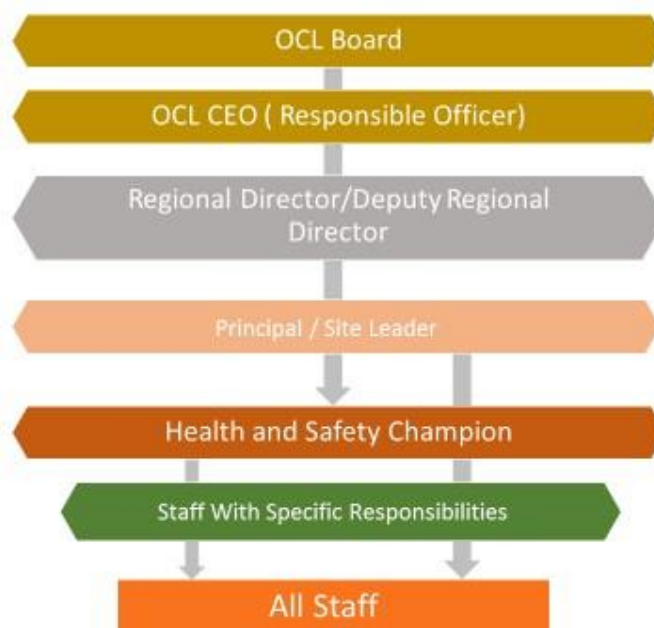 OCL Board
OCL CEO ( Responsible Officer)
Regional Director/Deputy Regional
Director
Principal / Site Leader
Health and Safety Champion
Staff With Specific Responsibilities
All Staff